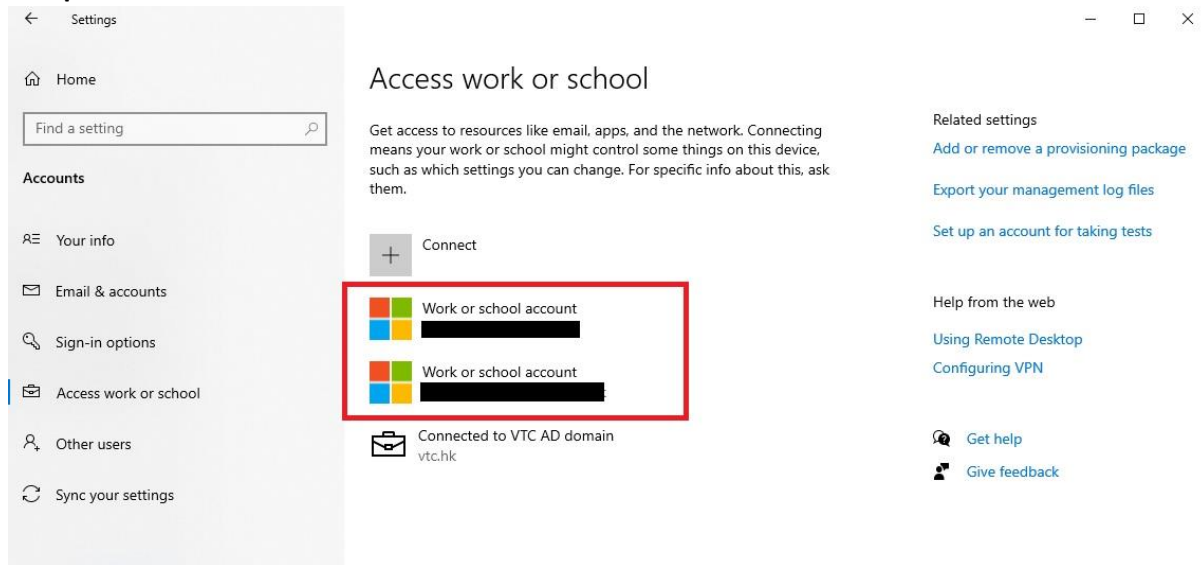 Settings
Home
Find a setting
Accounts
Your info
Email & accounts
Sign-in options
Access work or school
Other users
Sync your settings
Access work or school
Get access to resources like email, apps, and the network. Connecting
means your work or school might control some things on this device,
such as which settings you can change. For specific info about this, ask
them.
Connect
Work or school account
Work or school account
Connected to VTC AD domain
vtc.hk
Related settings
Add or remove a provisioning package
Export your management log files
Set up an account for taking tests
Help from the web
Using Remote Desktop
Configuring VPN
Get help
Give feedback